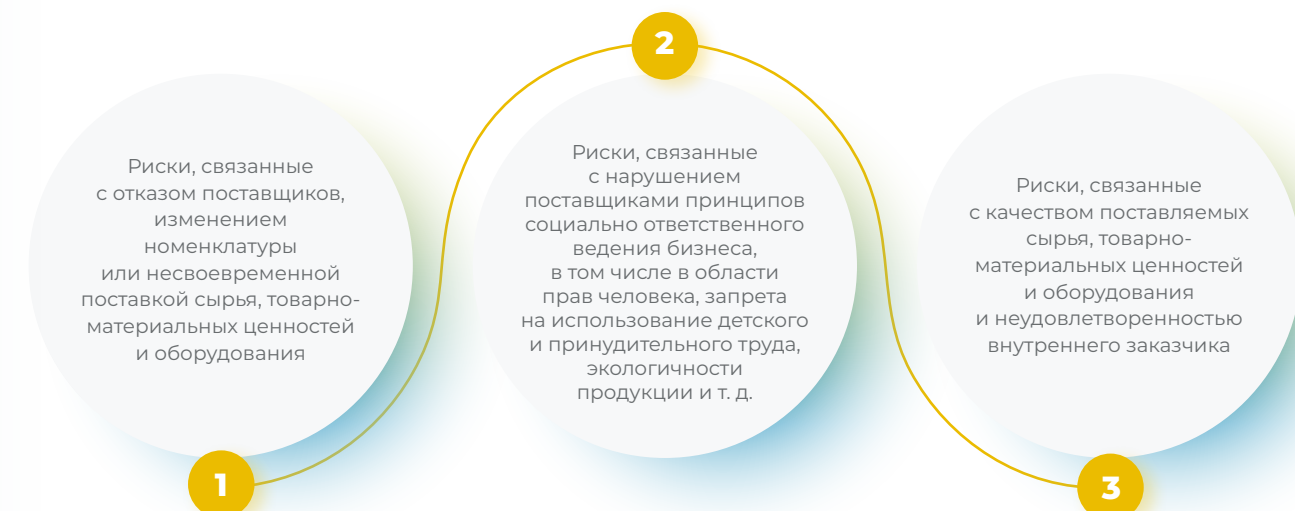 1
Риски, связанные
с отказом поставщиков,
изменением
номенклатуры
или несвоевременной
поставкой сырья, товарно-
материальных ценностей
и оборудования
2
Риски, связанные
с нарушением
поставщиками принципов
социально ответственного
ведения бизнеса,
в том числе в области
прав человека, запрета
на использование детского
и принудительного труда,
экологичности
продукции и т. д.
3
Риски, связанные
с качеством поставляемых
сырья, товарно-
материальных ценностей
и оборудования
и неудовлетворенностью
внутреннего заказчика